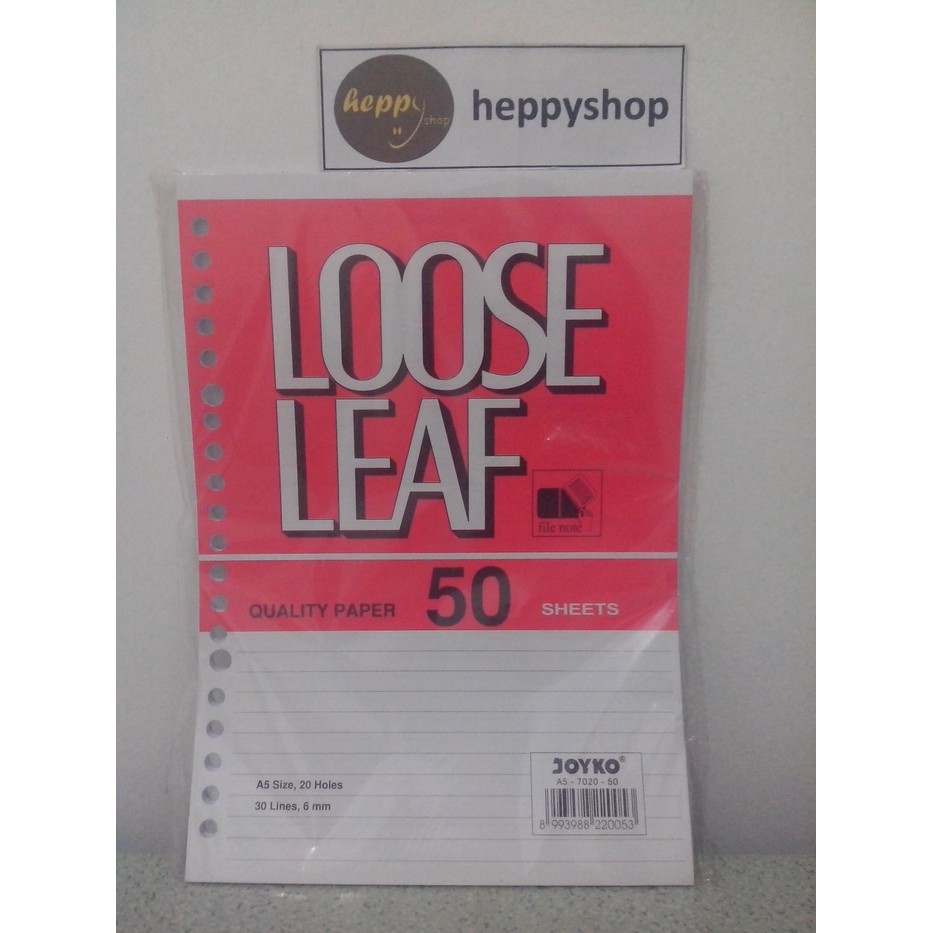 heppy
shop
heppyshop
LOOSE
LEAF
file note
QUALITY PAPER 50 SHEETS
A5 Size, 20 Holes
30 Lines, 6 mm
JOYKO®
A5 - 7020 - 50
8 993988 220053